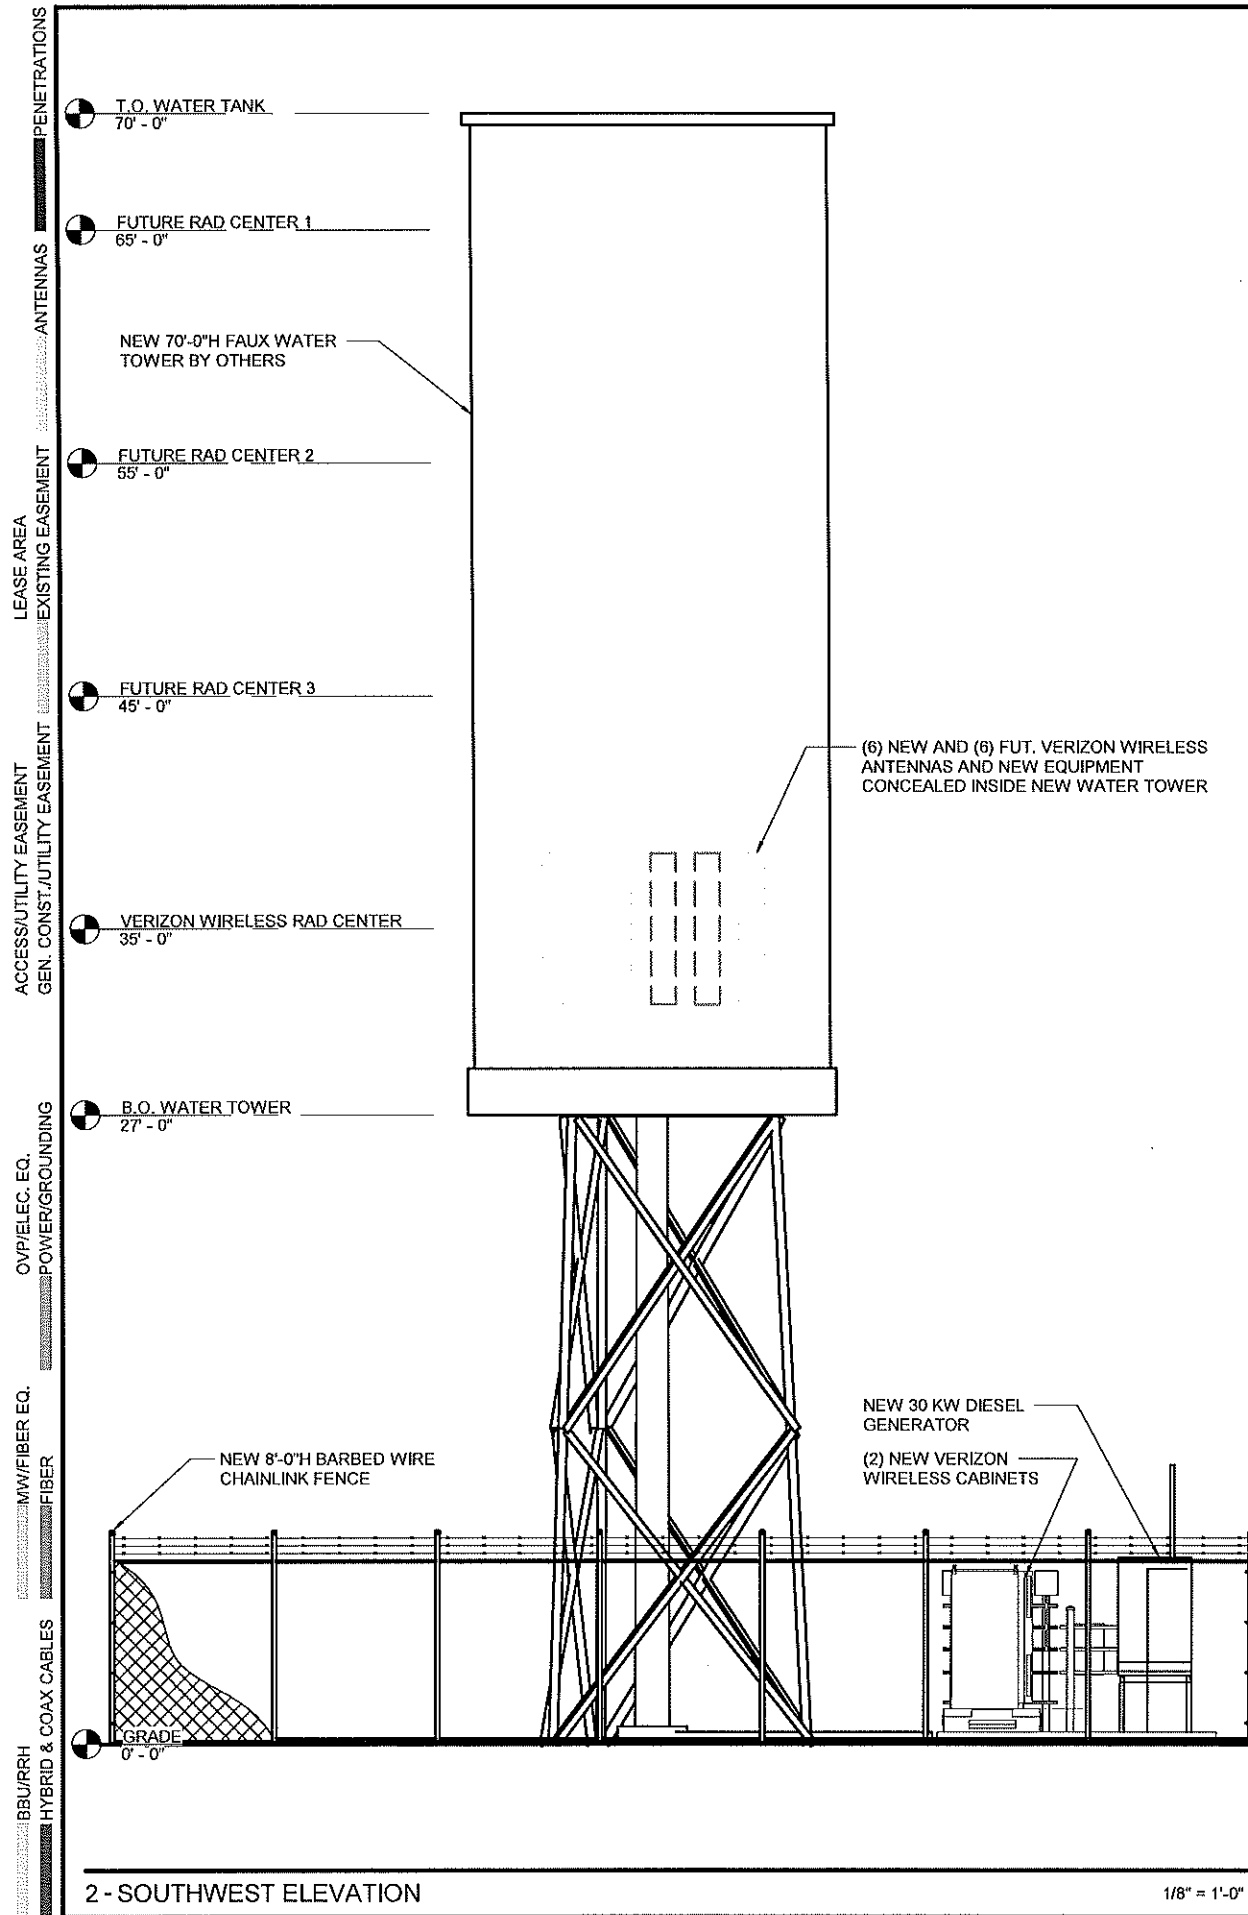 T.O. WATER TANK
70' - 0"
FUTURE RAD CENTER 1
65' - 0"
NEW 70'-0"H FAUX WATER
TOWER BY OTHERS
FUTURE RAD CENTER 2
55' - 0"
FUTURE RAD CENTER 3
45' - 0"
(6) NEW AND (6) FUT. VERIZON WIRELESS
ANTENNAS AND NEW EQUIPMENT
CONCEALED INSIDE NEW WATER TOWER
VERIZON WIRELESS RAD CENTER
35' - 0"
B.O. WATER TOWER
27' - 0"
NEW 30 KW DIESEL
GENERATOR
(2) NEW VERIZON
WIRELESS CABINETS
NEW 8'-0"H BARBED WIRE
CHAINLINK FENCE
GRADE
0' - 0"
2 - SOUTHWEST ELEVATION
1/8" = 1'-0"
BBU/RRH
MW/FIBER EQ.
OVP/ELEC. EQ.
ACCESS/UTILITY EASEMENT
LEASE AREA
HYBRID & COAX CABLES
FIBER
POWER/GROUNDING
GEN. CONST./UTILITY EASEMENT
EXISTING EASEMENT
ANTENNAS
PENETRATIONS